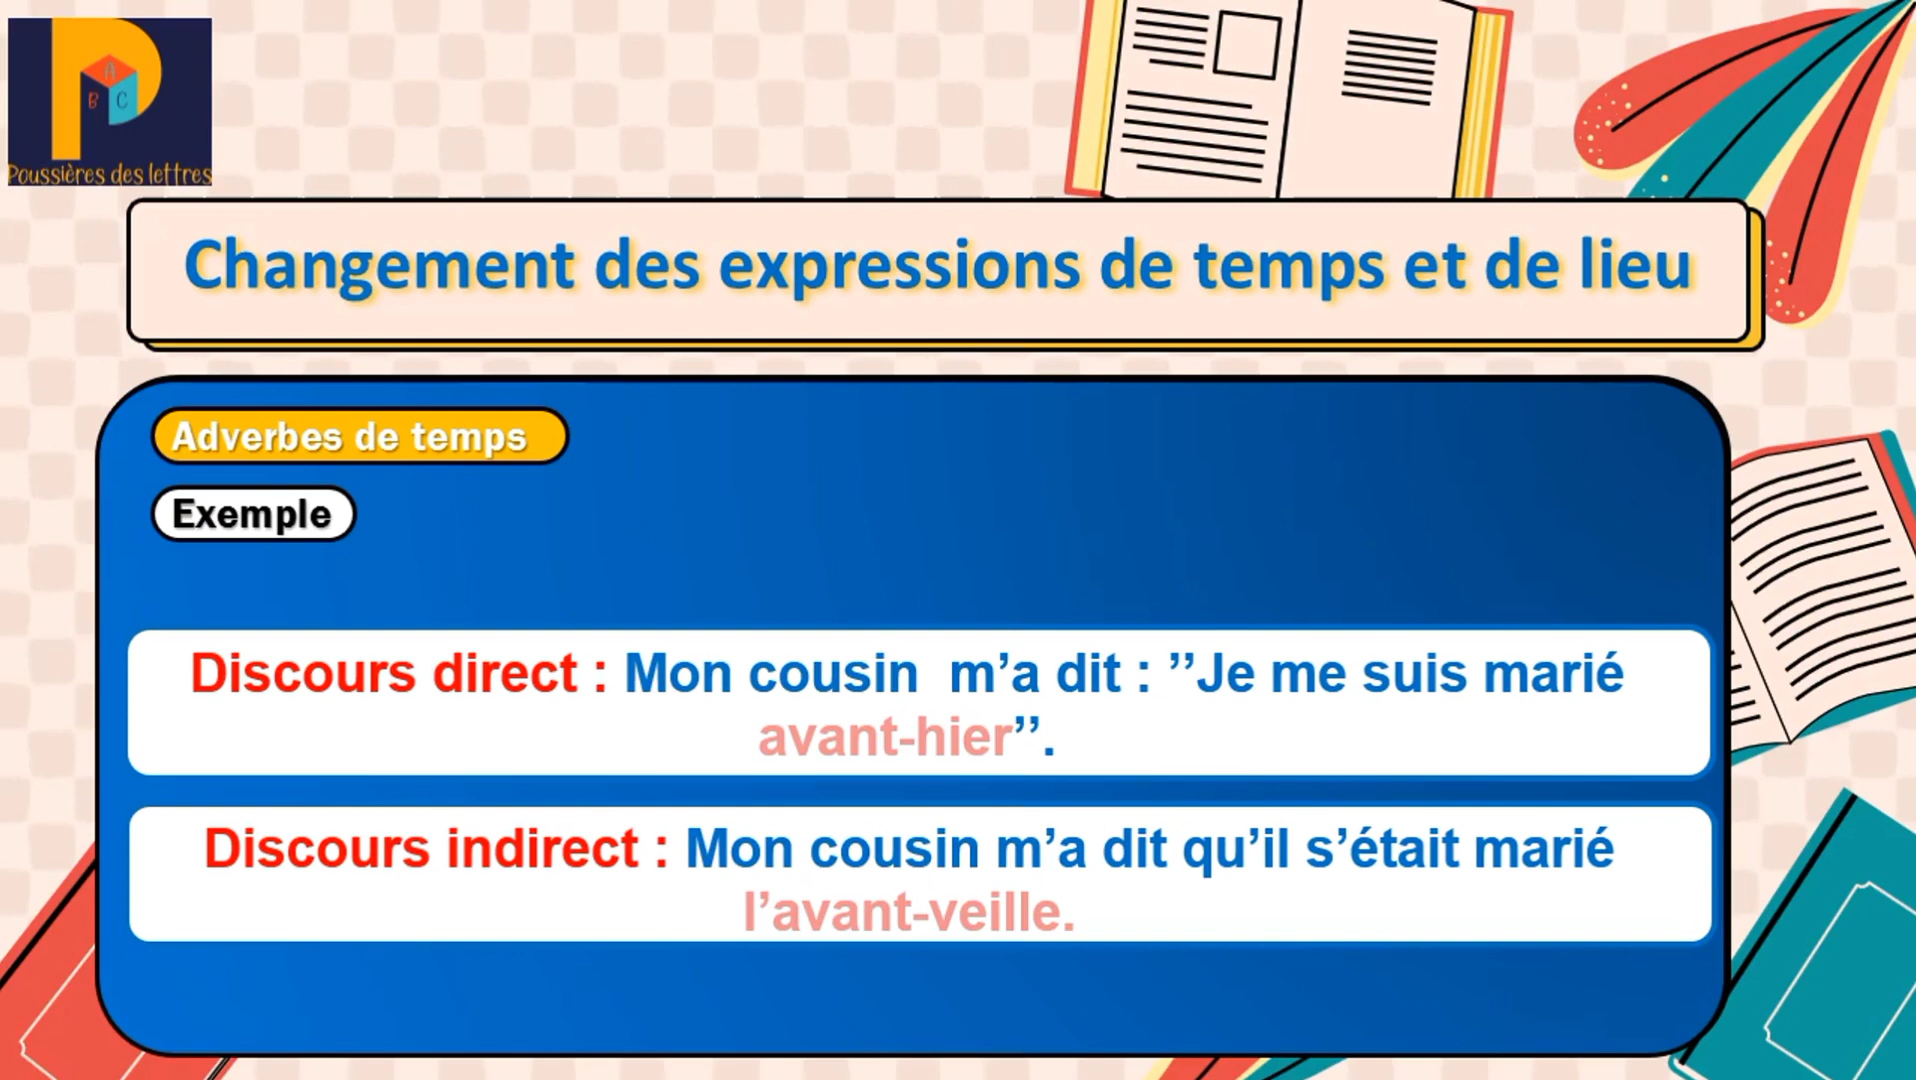 A
B C
Poussières des lettres
Changement des expressions de temps et de lieu
Adverbes de temps
Exemple
Discours direct : Mon cousin  m’a dit : ’’Je me suis marié
avant-hier’’.
Discours indirect : Mon cousin m’a dit qu’il s’était marié
l’avant-veille.